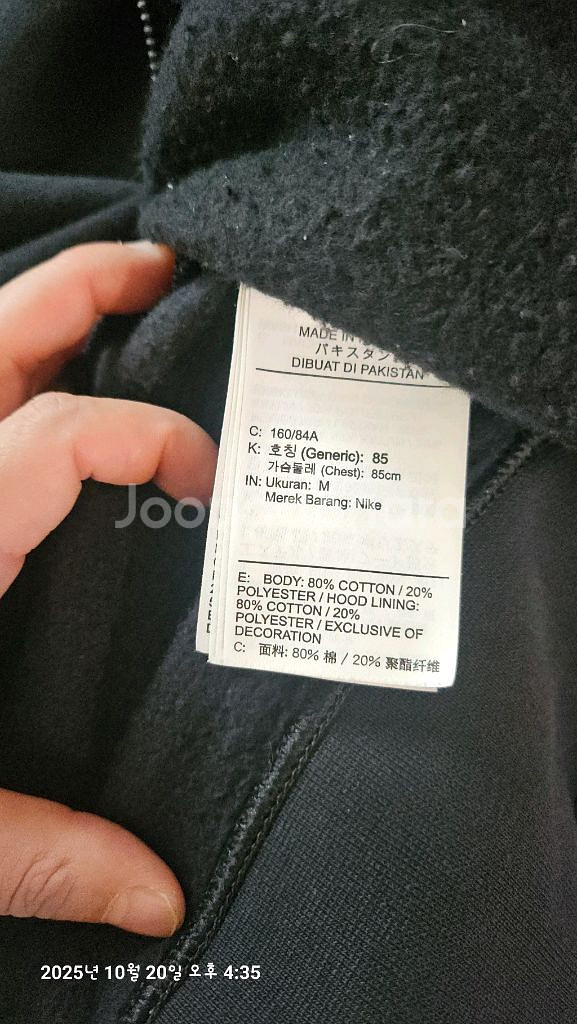 MADE IN
パキスタン
DIBUAT DI PAKISTAN
C: 160/84A
K: 호칭 (Generic): 85
가슴둘레 (Chest): 85cm
IN: Ukuran: M
Merek Barang: Nike
E: BODY: 80% COTTON / 20%
POLYESTER / HOOD LINING:
80% COTTON / 20%
POLYESTER / EXCLUSIVE OF
DECORATION
C: 面料: 80% 棉 / 20% 聚酯纤维
2025년 10월 20일 오후 4:35